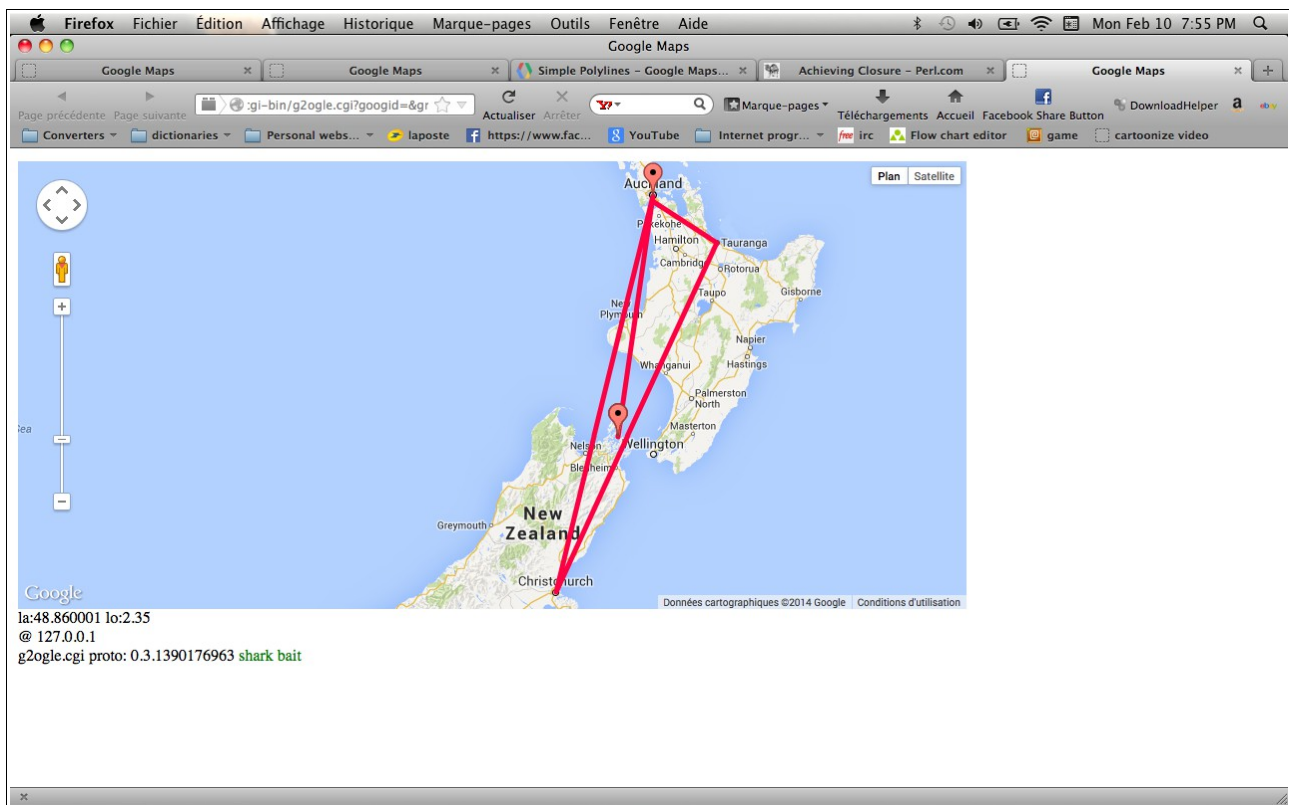 Firefox Fichier Édition Affichage Historique Marque-pages Outils Fenêtre Aide Mon Feb 10 7:55 PM
Google Maps
Google Maps Google Maps Simple Polylines – Google Maps... Achieving Closure – Perl.com Google Maps
Page précédente Page suivante :gi-bin/g2ogle.cgi?googid=&gr Actualiser Arrêter Marque-pages Téléchargements Accueil Facebook Share Button DownloadHelper
Converters dictionaries Personal webs... laposte https://www.fac... YouTube Internet progr... free irc Flow chart editor game cartoonize video
Plan Satellite
Auckland
Pukekohe
Hamilton Tauranga
Cambridge Rotorua
Taupo Gisborne
New
Plymouth
Napier
Whanganui Hastings
Palmerston
North
Masterton
Sea
Nelson Wellington
Blenheim
New
Zealand
Greymouth
Christchurch
Google
Données cartographiques ©2014 Google Conditions d'utilisation
la:48.860001 lo:2.35
@ 127.0.0.1
g2ogle.cgi proto: 0.3.1390176963 shark bait